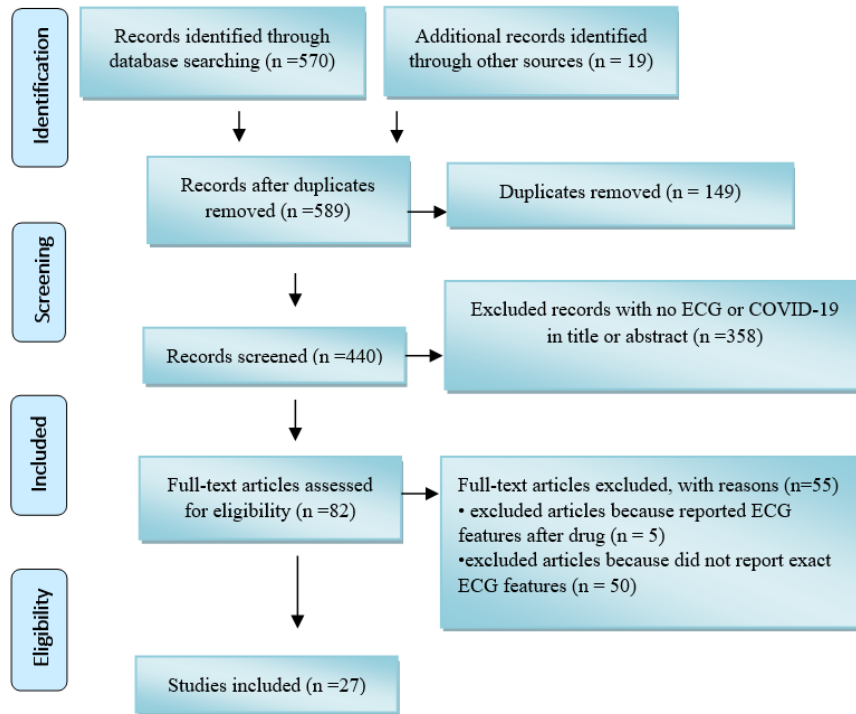 Identification
Records identified through
database searching (n =570)
Additional records identified
through other sources (n = 19)
Records after duplicates
removed (n =589)
Duplicates removed (n = 149)
Screening
Records screened (n =440)
Excluded records with no ECG or COVID-19
in title or abstract (n =358)
Included
Full-text articles assessed
for eligibility (n =82)
Full-text articles excluded, with reasons (n=55)
• excluded articles because reported ECG
features after drug (n = 5)
•excluded articles because did not report exact
ECG features (n = 50)
Eligibility
Studies included (n =27)